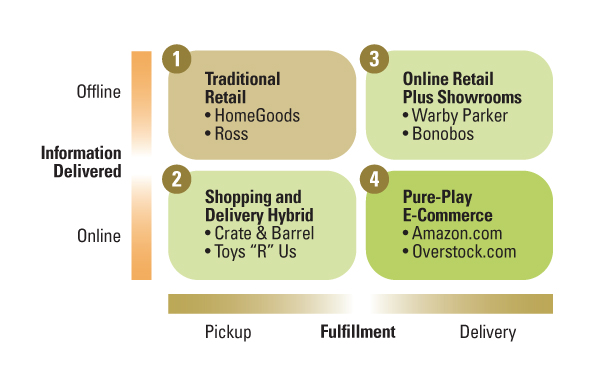 1
Traditional
Retail
• HomeGoods
• Ross
3
Online Retail
Plus Showrooms
• Warby Parker
• Bonobos
Offline
Information
Delivered
Online
2
Shopping and
Delivery Hybrid
• Crate & Barrel
• Toys “R” Us
4
Pure-Play
E-Commerce
• Amazon.com
• Overstock.com
Pickup
Fulfillment
Delivery